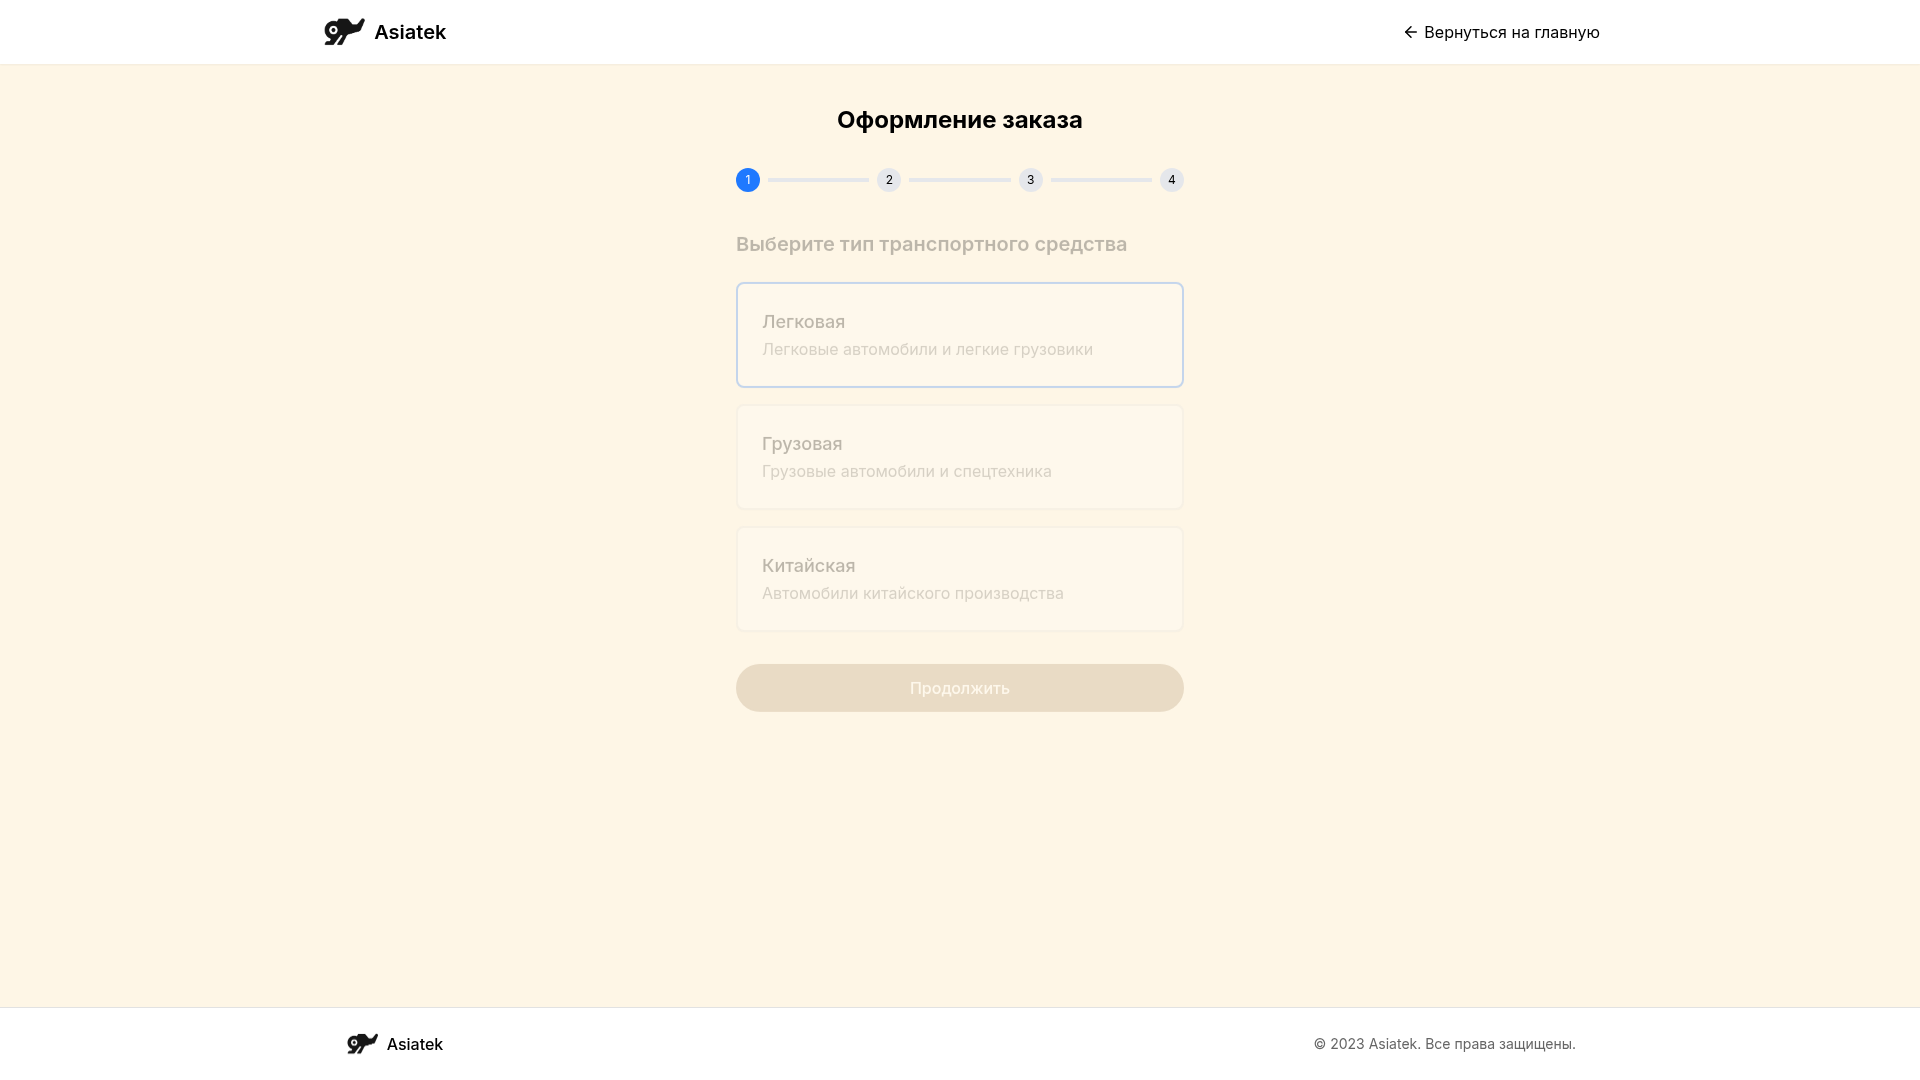 Asiatek
← Вернуться на главную
Оформление заказа
1
2
3
4
Выберите тип транспортного средства
Легковая
Легковые автомобили и легкие грузовики
Грузовая
Грузовые автомобили и спецтехника
Китайская
Автомобили китайского производства
Продолжить
Asiatek
© 2023 Asiatek. Все права защищены.